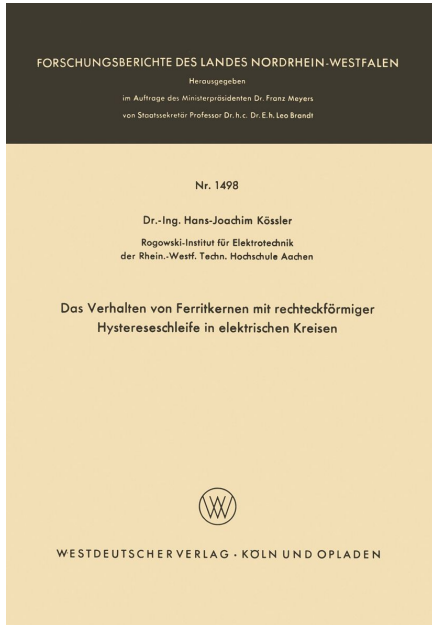 FORSCHUNGSBERICHTE DES LANDES NORDRHEIN-WESTFALEN
Herausgegeben
im Auftrage des Ministerpräsidenten Dr. Franz Meyers
von Staatssekretär Professor Dr. h. c. Dr. E. h. Leo Brandt
Nr. 1498
Dr.-Ing. Hans-Joachim Kössler
Rogowski-Institut für Elektrotechnik
der Rhein.-Westf. Techn. Hochschule Aachen
Das Verhalten von Ferritkernen mit rechteckförmiger
Hystereseschleife in elektrischen Kreisen
W
WESTDEUTSCHER VERLAG · KÖLN UND OPLADEN